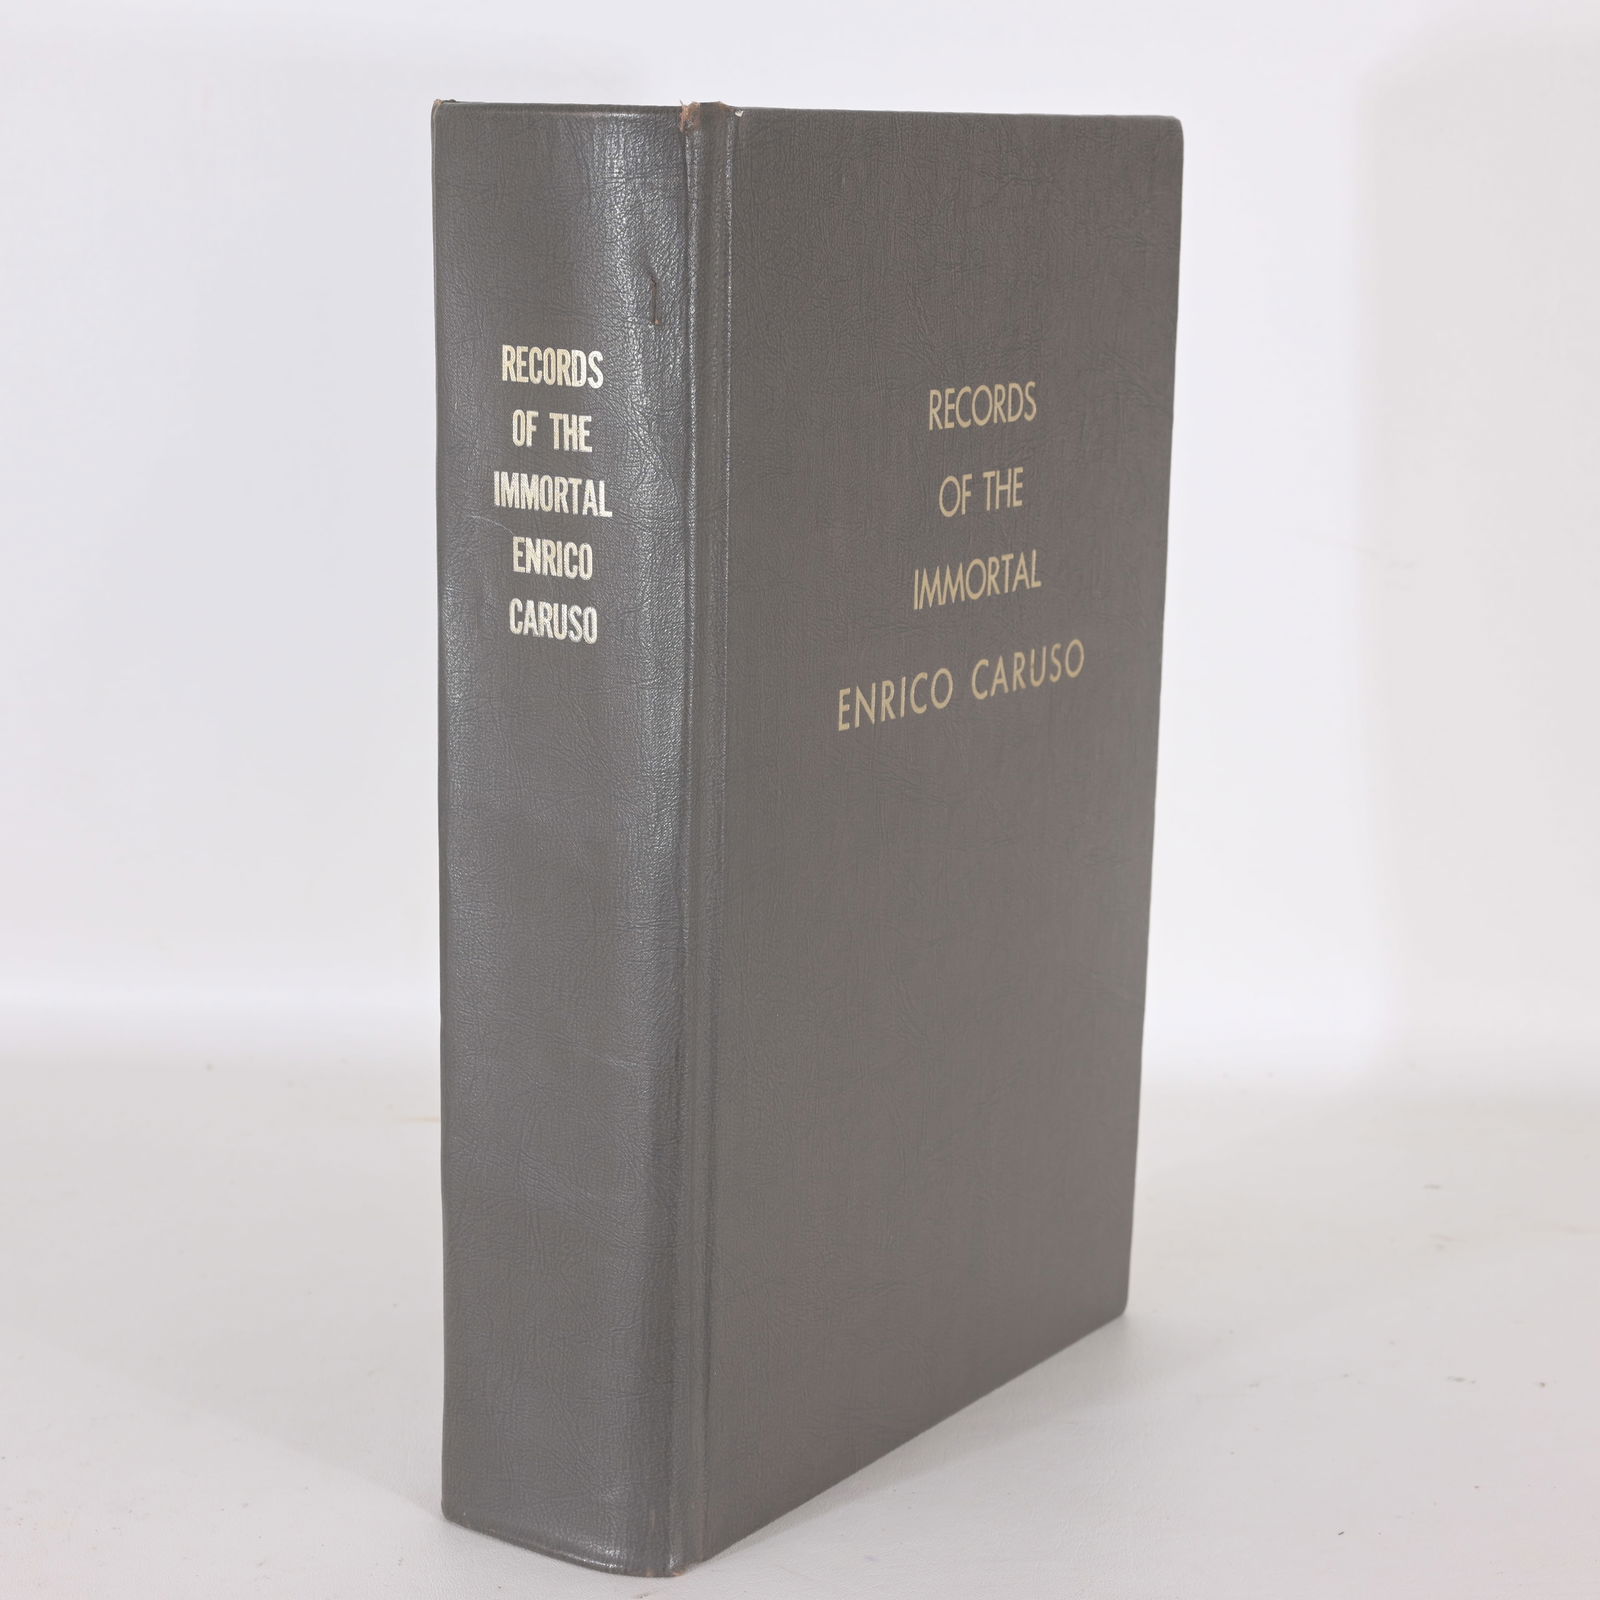 RECORDS
OF THE
IMMORTAL
ENRICO
CARUSO
RECORDS
OF THE
IMMORTAL
ENRICO CARUSO